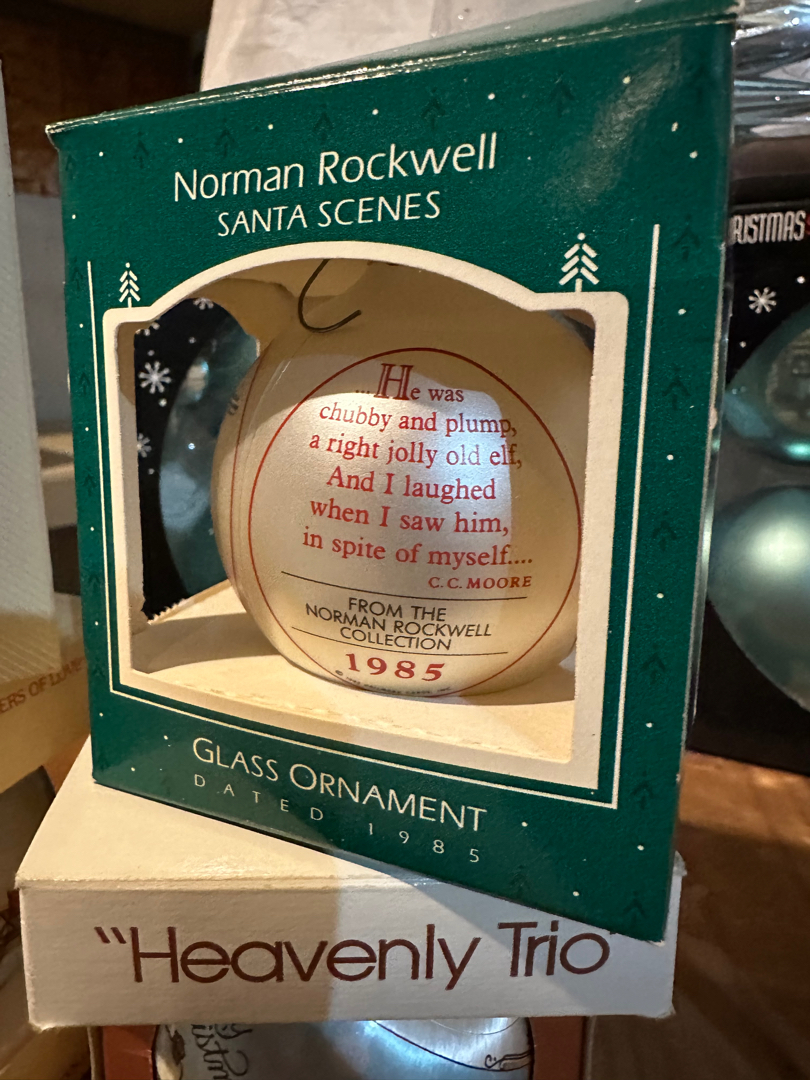 Norman Rockwell
SANTA SCENES
...He was
chubby and plump,
a right jolly old elf,
And I laughed
when I saw him,
in spite of myself....
C. C. MOORE
FROM THE
NORMAN ROCKWELL
COLLECTION
1985
GLASS ORNAMENT
DATED 1985
"Heavenly Trio